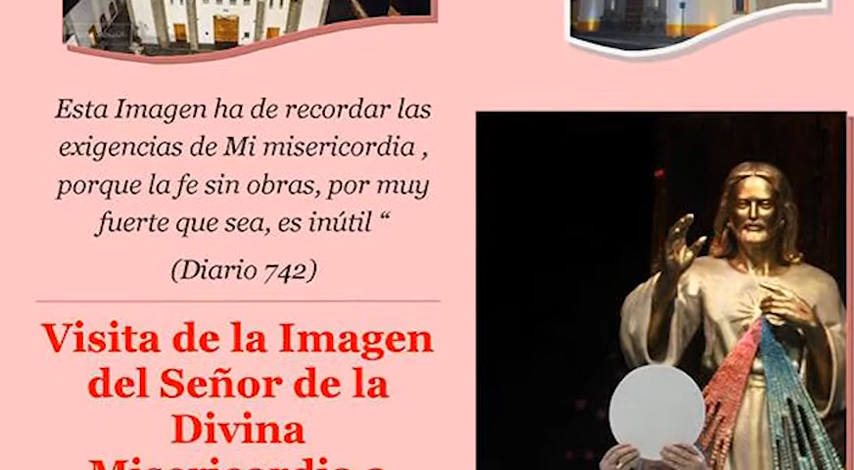 Esta Imagen ha de recordar las
exigencias de Mi misericordia ,
porque la fe sin obras, por muy
fuerte que sea, es inútil “
(Diario 742)
Visita de la Imagen
del Señor de la
Divina
Misericordia a